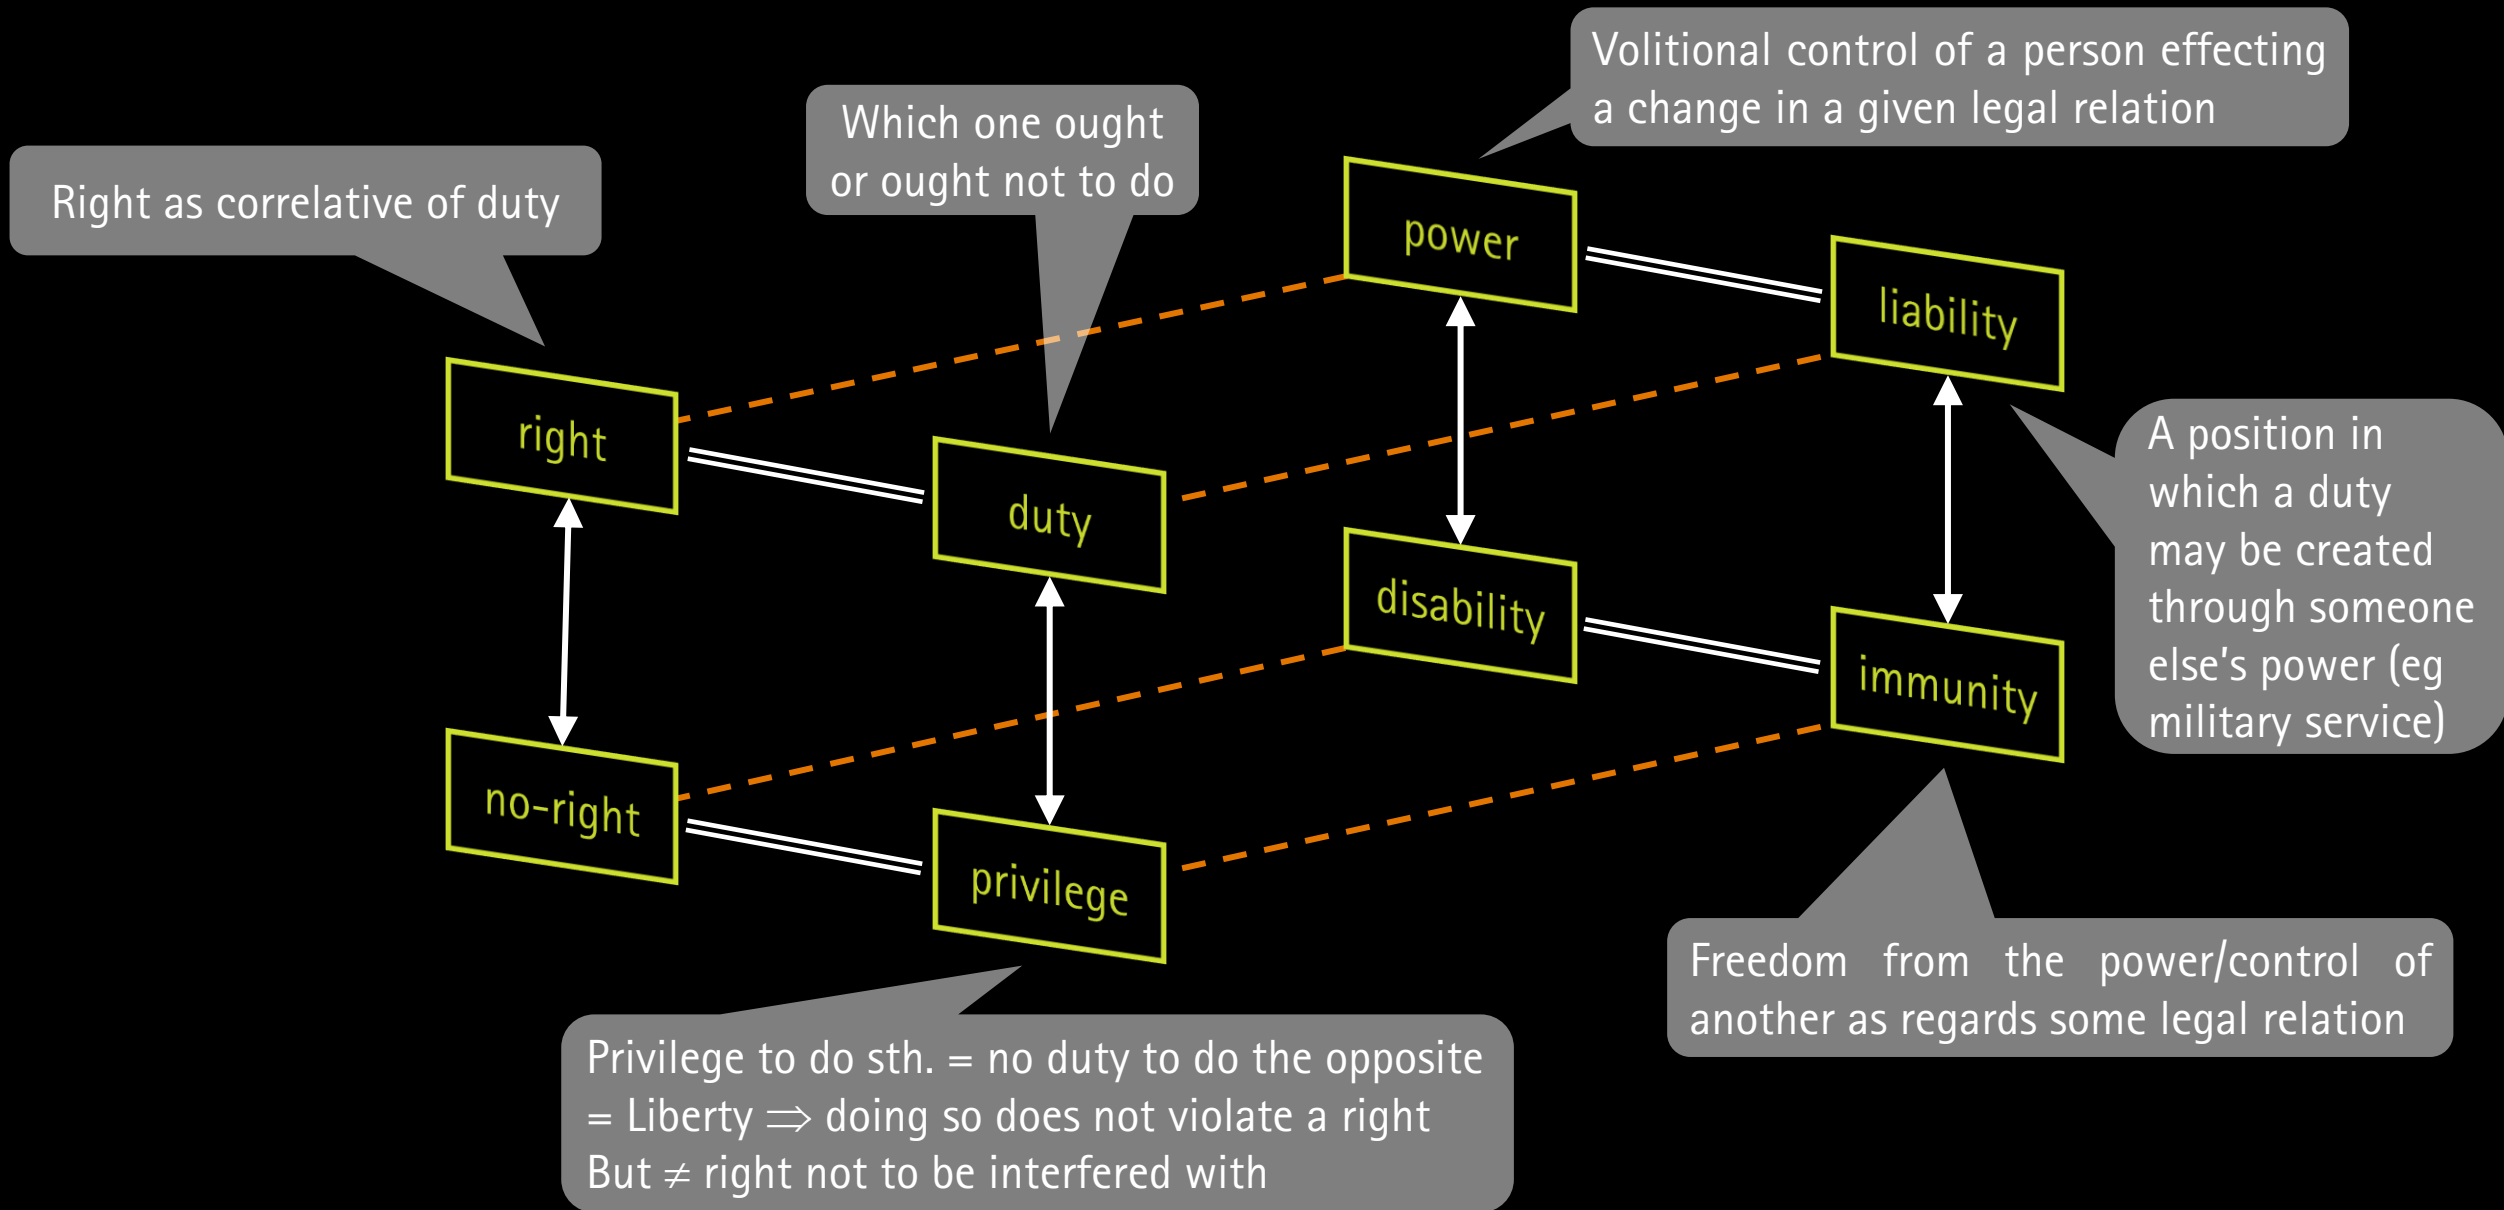 Volitional control of a person effecting
a change in a given legal relation
Which one ought
or ought not to do
Right as correlative of duty
power
liability
right
duty
A position in
which a duty
may be created
through someone
else's power (eg
military service)
disability
immunity
no-right
privilege
Freedom from the power/control of
another as regards some legal relation
Privilege to do sth. = no duty to do the opposite
= Liberty ⇒ doing so does not violate a right
But ≠ right not to be interfered with